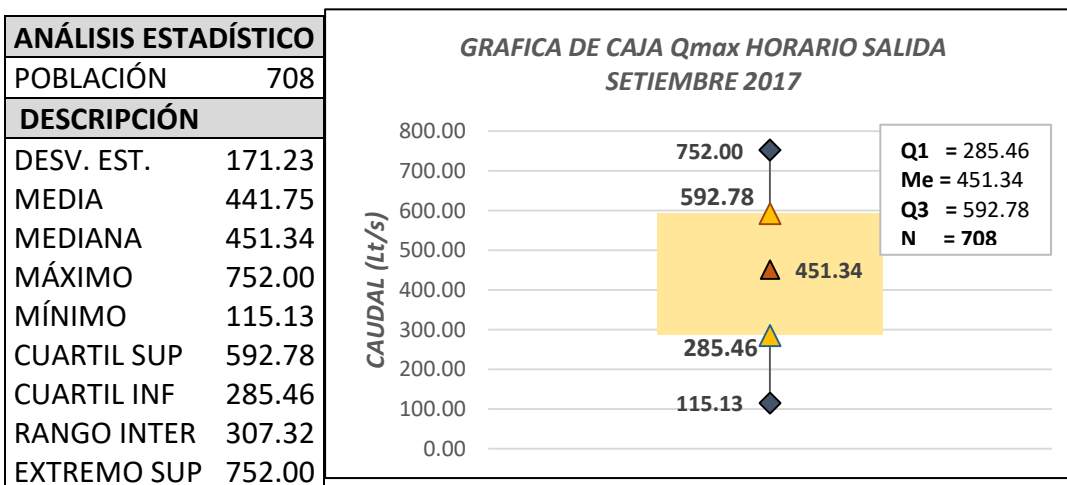 ANÁLISIS ESTADÍSTICO
POBLACIÓN 708
DESCRIPCIÓN
DESV. EST. 171.23
MEDIA 441.75
MEDIANA 451.34
MÁXIMO 752.00
MÍNIMO 115.13
CUARTIL SUP 592.78
CUARTIL INF 285.46
RANGO INTER 307.32
EXTREMO SUP 752.00
GRAFICA DE CAJA Qmax HORARIO SALIDA
SETIEMBRE 2017
CAUDAL (Lt/s)
800.00
700.00
600.00
500.00
400.00
300.00
200.00
100.00
0.00
752.00
592.78
451.34
285.46
115.13
Q1 = 285.46
Me = 451.34
Q3 = 592.78
N = 708